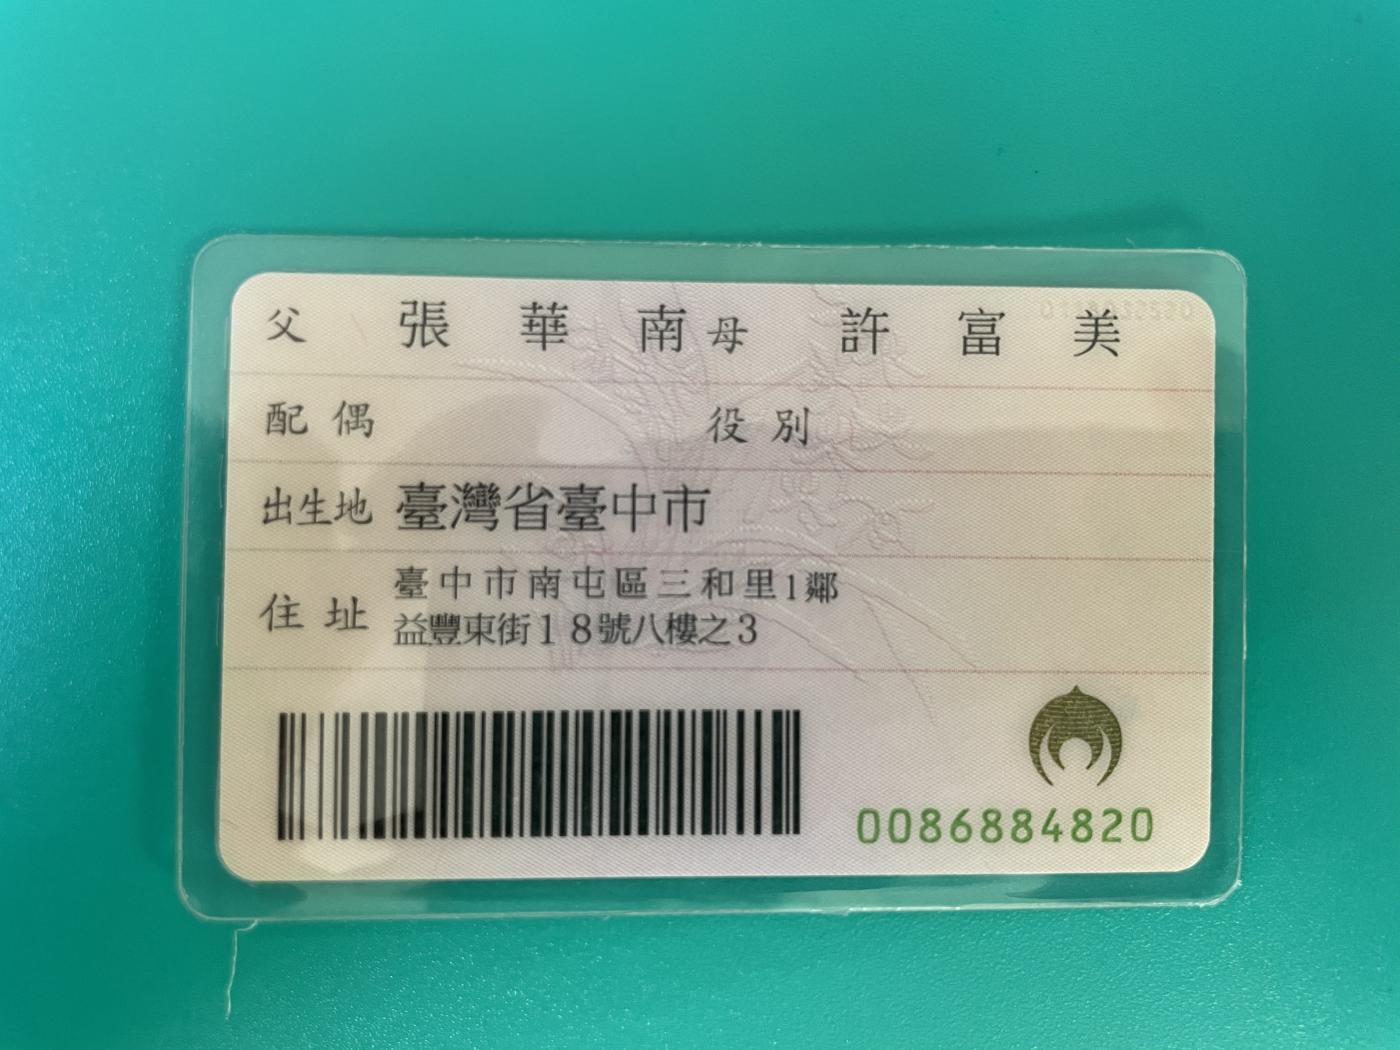 父 張華南 母 許富美
配偶 役別
出生地 臺灣省臺中市
住址 臺中市南屯區三和里1鄰
益豐東街18號八樓之3
0086884820